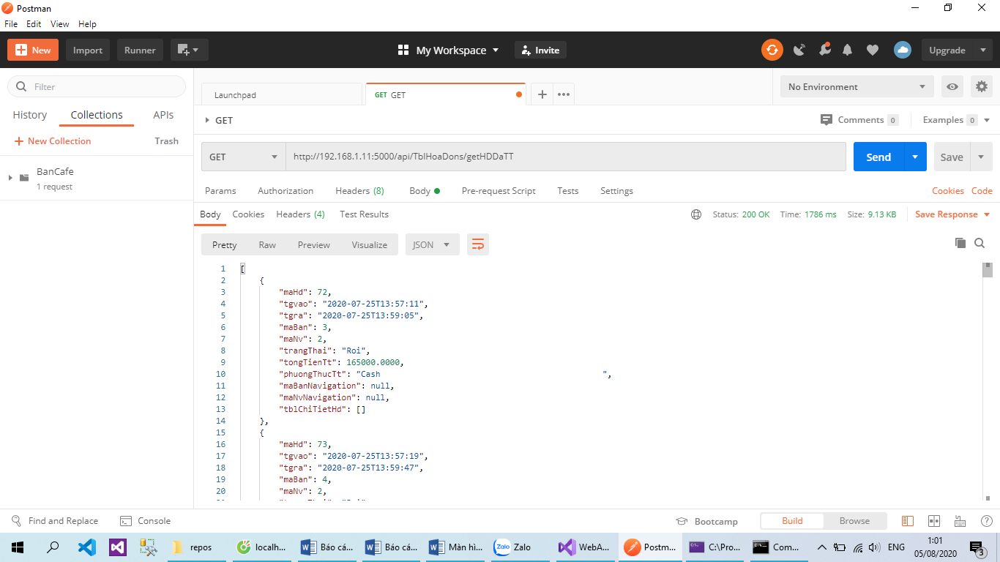 Postman
File Edit View Help
New Import Runner My Workspace Invite Upgrade
Filter
History Collections APIs
New Collection Trash
BanCafe
1 request
Launchpad GET GET No Environment
GET Comments 0 Examples 0
GET http://192.168.1.11:5000/api/TblHoaDons/getHDDaTT Send Save
Params Authorization Headers (8) Body Pre-request Script Tests Settings Cookies Code
Body Cookies Headers (4) Test Results Status: 200 OK Time: 1786 ms Size: 9.13 KB Save Response
Pretty Raw Preview Visualize JSON
1 [
2 {
3 "maHd": 72,
4 "tgvao": "2020-07-25T13:57:11",
5 "tgra": "2020-07-25T13:59:05",
6 "maBan": 3,
7 "maNv": 2,
8 "trangThai": "Roi",
9 "tongTienTt": 165000.0000,
10 "phuongThucTt": "Cash ",
11 "maBanNavigation": null,
12 "maNvNavigation": null,
13 "tblChiTietHd": []
14 },
15 {
16 "maHd": 73,
17 "tgvao": "2020-07-25T13:57:19",
18 "tgra": "2020-07-25T13:59:47",
19 "maBan": 4,
20 "maNv": 2,
Find and Replace Console Bootcamp Build Browse
repos localh... Báo cá... Báo cá... Màn hì... Zalo Zalo WebA... Postm... C:\Pro... Com... ENG 1:01
05/08/2020 3